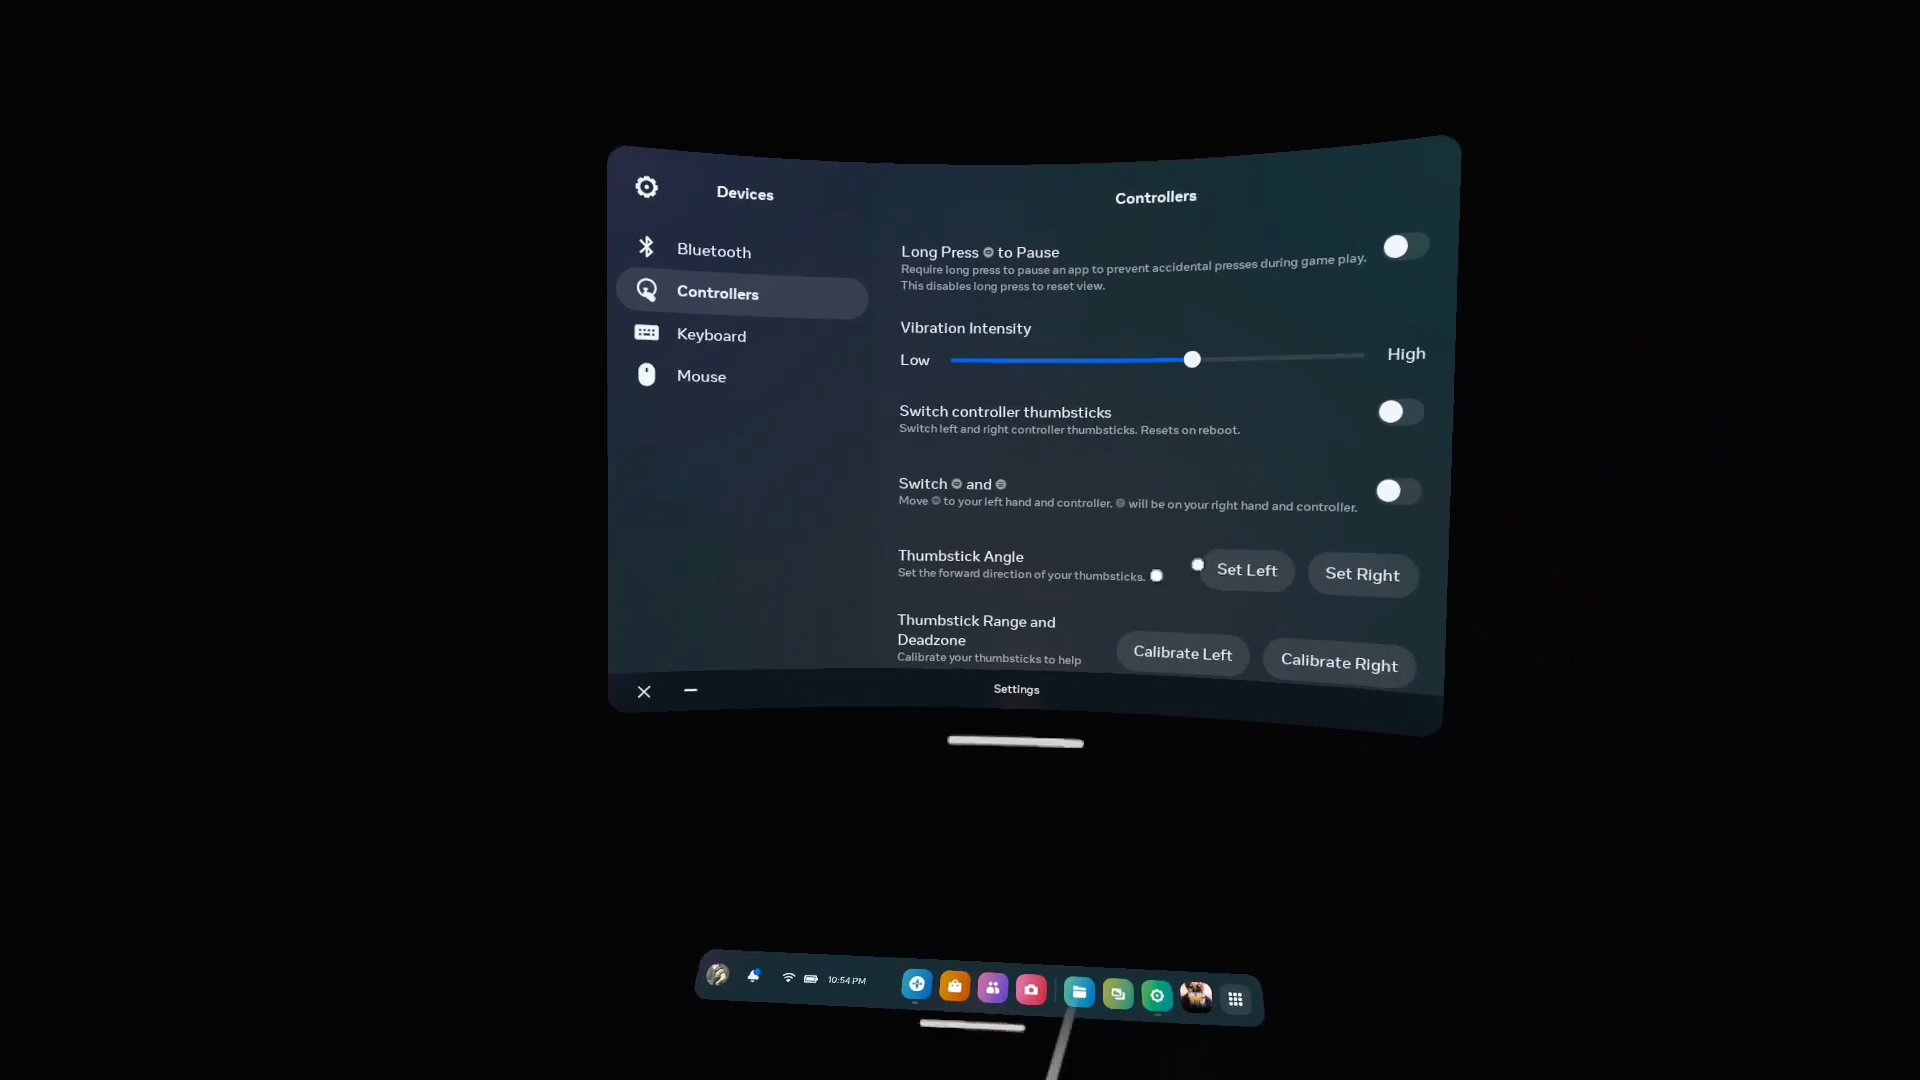 Devices
Bluetooth
Controllers
Keyboard
Mouse
Controllers
Long Press to Pause
Require long press to pause an app to prevent accidental presses during game play.
This disables long press to reset view.
Vibration Intensity
Low
High
Switch controller thumbsticks
Switch left and right controller thumbsticks. Resets on reboot.
Switch and
Move to your left hand and controller. will be on your right hand and controller.
Thumbstick Angle
Set the forward direction of your thumbsticks.
Set Left
Set Right
Thumbstick Range and
Deadzone
Calibrate your thumbsticks to help
Calibrate Left
Calibrate Right
Settings
10:54 PM